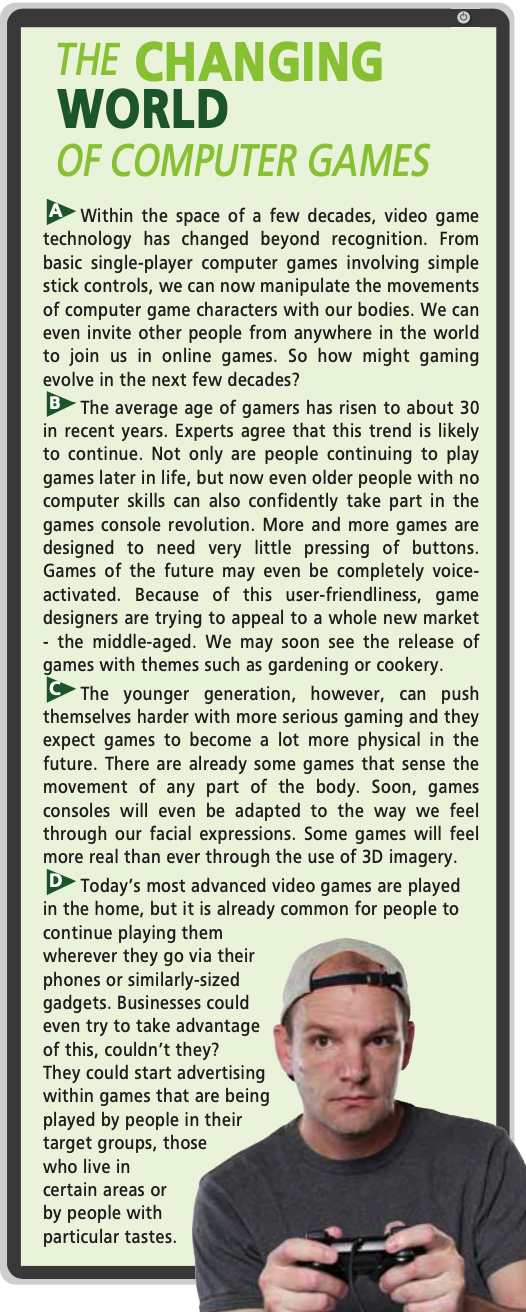 THE CHANGING
WORLD
OF COMPUTER GAMES
A Within the space of a few decades, video game
technology has changed beyond recognition. From
basic single-player computer games involving simple
stick controls, we can now manipulate the movements
of computer game characters with our bodies. We can
even invite other people from anywhere in the world
to join us in online games. So how might gaming
evolve in the next few decades?
B The average age of gamers has risen to about 30
in recent years. Experts agree that this trend is likely
to continue. Not only are people continuing to play
games later in life, but now even older people with no
computer skills can also confidently take part in the
games console revolution. More and more games are
designed to need very little pressing of buttons.
Games of the future may even be completely voice-
activated. Because of this user-friendliness, game
designers are trying to appeal to a whole new market
- the middle-aged. We may soon see the release of
games with themes such as gardening or cookery.
C The younger generation, however, can push
themselves harder with more serious gaming and they
expect games to become a lot more physical in the
future. There are already some games that sense the
movement of any part of the body. Soon, games
consoles will even be adapted to the way we feel
through our facial expressions. Some games will feel
more real than ever through the use of 3D imagery.
D Today's most advanced video games are played
in the home, but it is already common for people to
continue playing them
wherever they go via their
phones or similarly-sized
gadgets. Businesses could
even try to take advantage
of this, couldn't they?
They could start advertising
within games that are being
played by people in their
target groups, those
who live in
certain areas or
by people with
particular tastes.